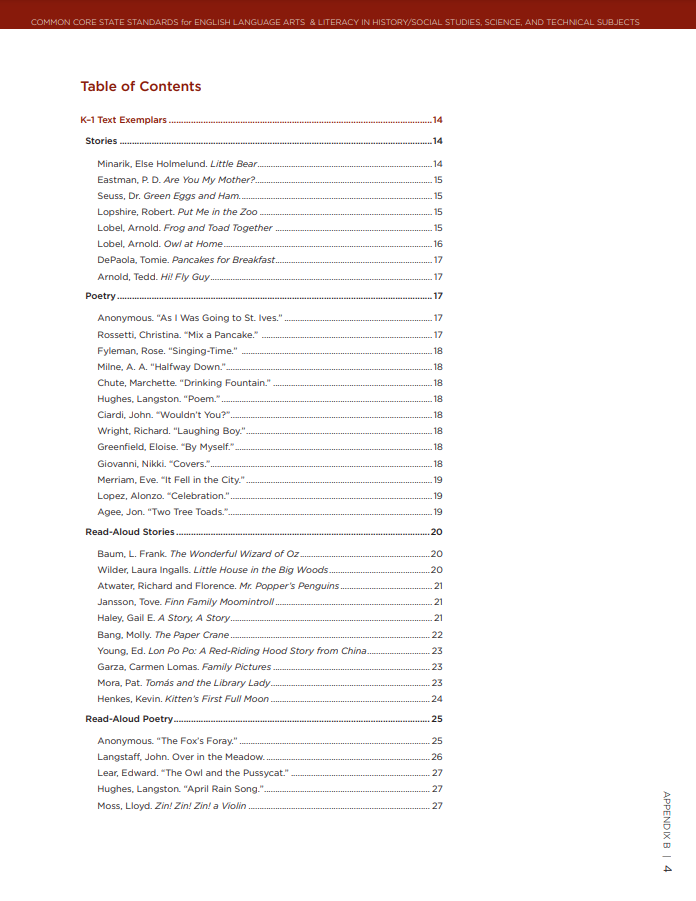 COMMON CORE STATE STANDARDS for ENGLISH LANGUAGE ARTS & LITERACY IN HISTORY/SOCIAL STUDIES, SCIENCE, AND TECHNICAL SUBJECTS
Table of Contents
K–1 Text Exemplars ........ 14
Stories ........ 14
Minarik, Else Holmelund. Little Bear ........ 14
Eastman, P. D. Are You My Mother? ........ 15
Seuss, Dr. Green Eggs and Ham. ........ 15
Lopshire, Robert. Put Me in the Zoo ........ 15
Lobel, Arnold. Frog and Toad Together ........ 15
Lobel, Arnold. Owl at Home ........ 16
DePaola, Tomie. Pancakes for Breakfast ........ 17
Arnold, Tedd. Hi! Fly Guy ........ 17
Poetry ........ 17
Anonymous. “As I Was Going to St. Ives.” ........ 17
Rossetti, Christina. “Mix a Pancake.” ........ 17
Fyleman, Rose. “Singing-Time.” ........ 18
Milne, A. A. “Halfway Down.” ........ 18
Chute, Marchette. “Drinking Fountain.” ........ 18
Hughes, Langston. “Poem.” ........ 18
Ciardi, John. “Wouldn’t You?” ........ 18
Wright, Richard. “Laughing Boy.” ........ 18
Greenfield, Eloise. “By Myself.” ........ 18
Giovanni, Nikki. “Covers.” ........ 18
Merriam, Eve. “It Fell in the City.” ........ 19
Lopez, Alonzo. “Celebration.” ........ 19
Agee, Jon. “Two Tree Toads.” ........ 19
Read-Aloud Stories ........ 20
Baum, L. Frank. The Wonderful Wizard of Oz ........ 20
Wilder, Laura Ingalls. Little House in the Big Woods ........ 20
Atwater, Richard and Florence. Mr. Popper’s Penguins ........ 21
Jansson, Tove. Finn Family Moomintroll ........ 21
Haley, Gail E. A Story, A Story ........ 21
Bang, Molly. The Paper Crane ........ 22
Young, Ed. Lon Po Po: A Red-Riding Hood Story from China ........ 23
Garza, Carmen Lomas. Family Pictures ........ 23
Mora, Pat. Tomás and the Library Lady ........ 23
Henkes, Kevin. Kitten’s First Full Moon ........ 24
Read-Aloud Poetry ........ 25
Anonymous. “The Fox’s Foray.” ........ 25
Langstaff, John. Over in the Meadow. ........ 26
Lear, Edward. “The Owl and the Pussycat.” ........ 27
Hughes, Langston. “April Rain Song.” ........ 27
Moss, Lloyd. Zin! Zin! Zin! a Violin ........ 27
APPENDIX B | 4